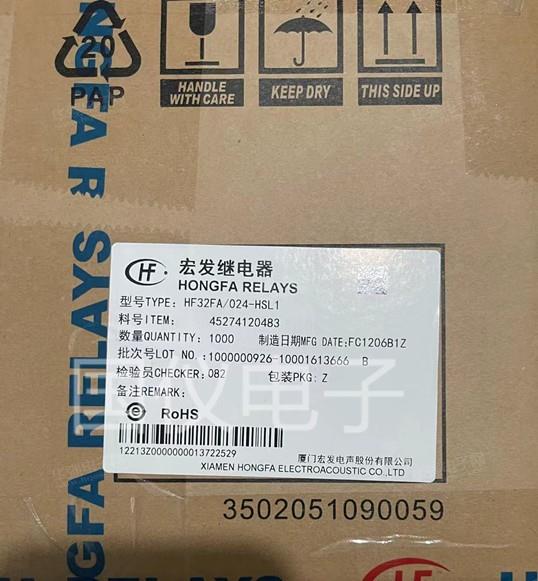 20
PAP
HANDLE
WITH CARE
KEEP DRY
THIS SIDE UP
HONGFA RELAYS
HF
宏发继电器
HONGFA RELAYS
型号TYPE: HF32FA/024-HSL1
料号ITEM: 45274120483
数量QUANTITY: 1000 制造日期MFG DATE:FC1206B1Z
批次号LOT NO.:1000000926-10001613666 B
检验员CHECKER:082 包装PKG: Z
备注REMARK:
e RoHS
12213Z0000000013722529
厦门宏发电声股份有限公司
XIAMEN HONGFA ELECTROACOUSTIC CO.,LTD
国仪电子
3502051090059
HF